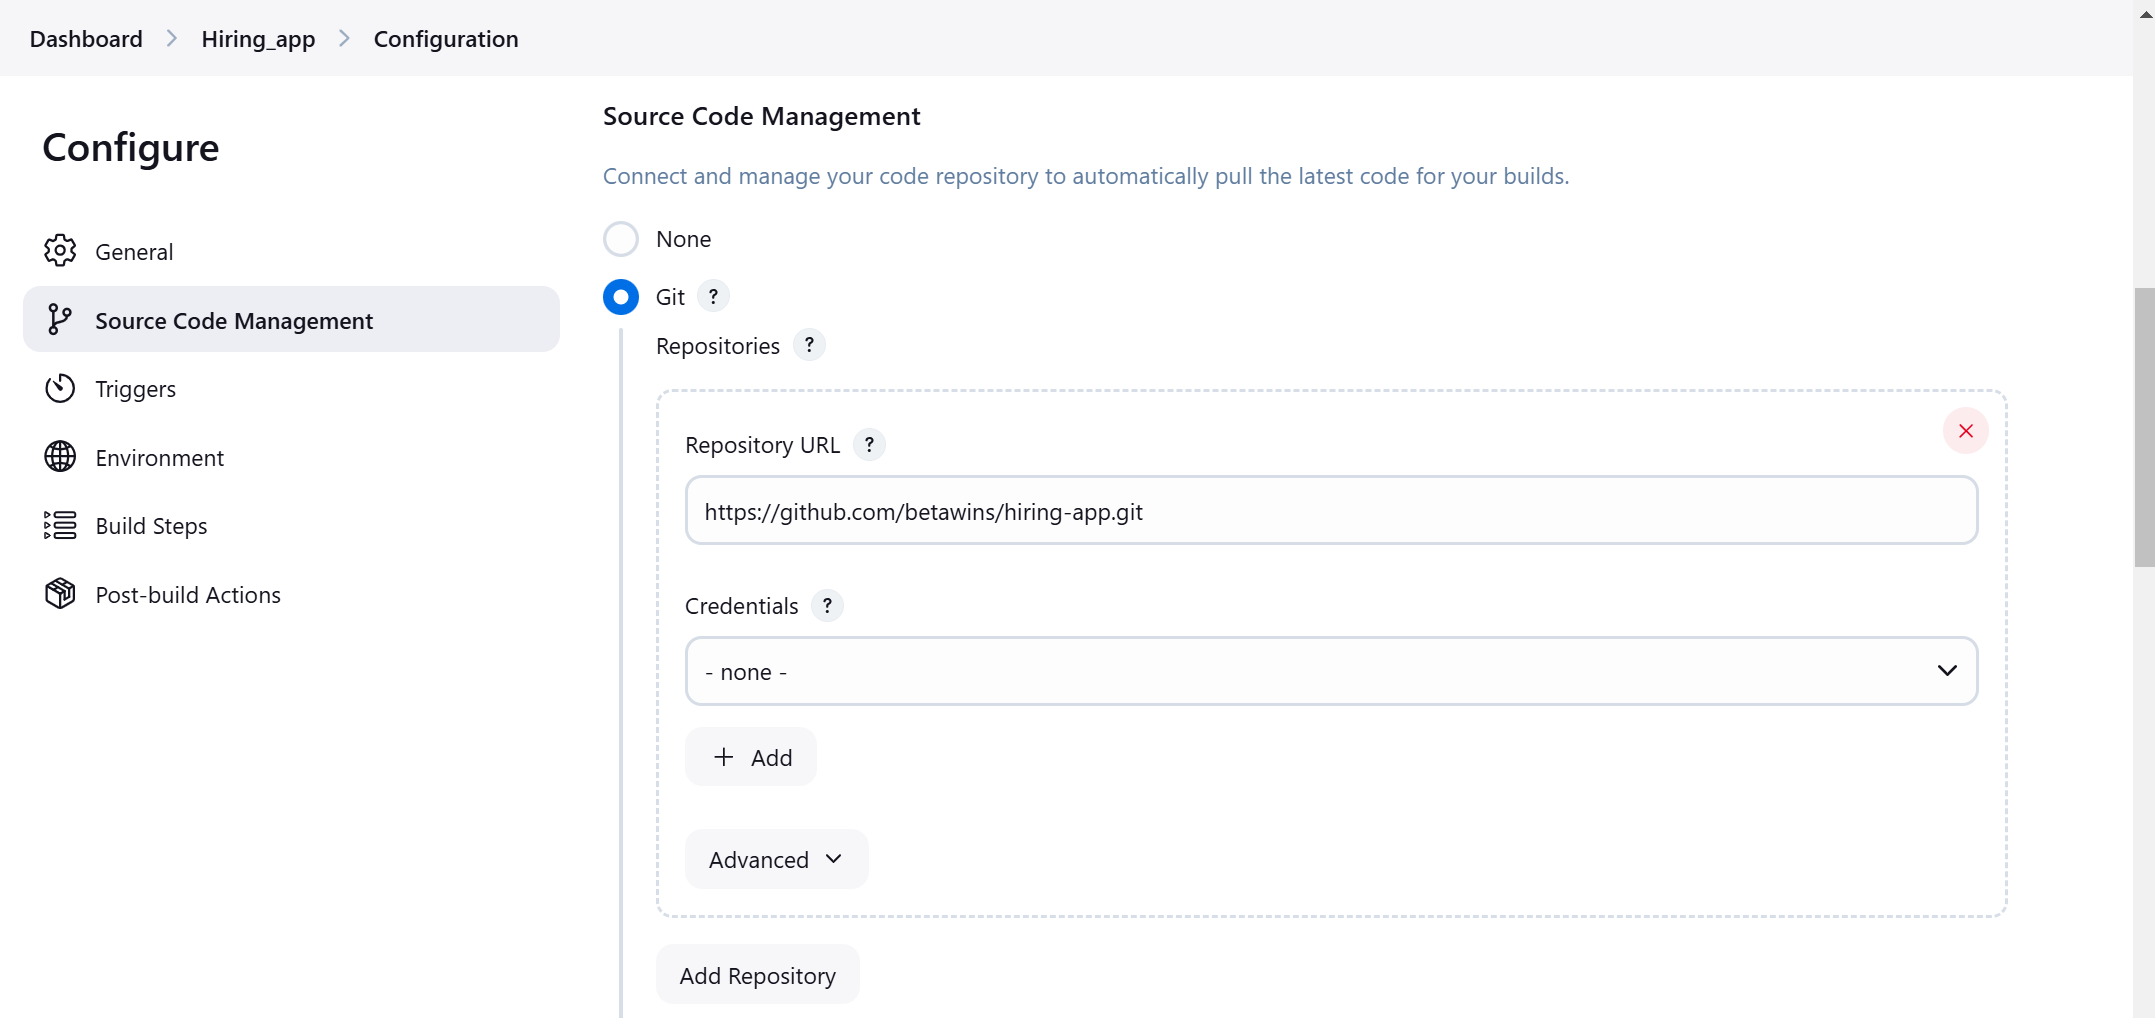 Dashboard > Hiring_app > Configuration
Configure
General
Source Code Management
Triggers
Environment
Build Steps
Post-build Actions
Source Code Management
Connect and manage your code repository to automatically pull the latest code for your builds.
None
Git ?
Repositories ?
Repository URL ?
https://github.com/betawins/hiring-app.git
Credentials ?
- none -
+ Add
Advanced
Add Repository